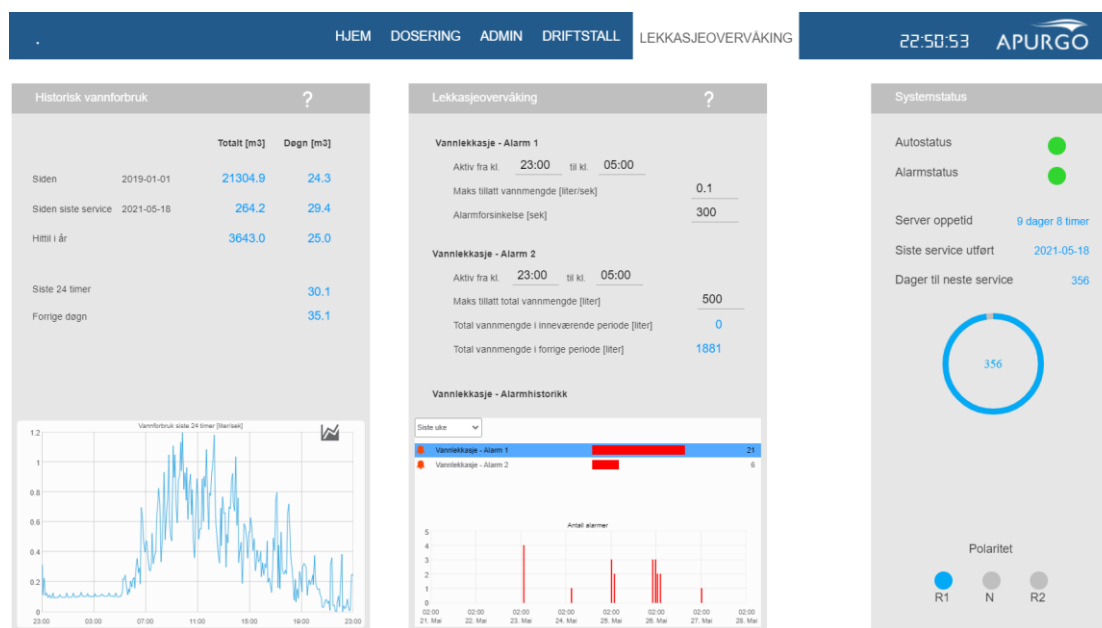 .
HJEM DOSERING ADMIN DRIFTSTALL LEKKASJEOVERVÅKING
22:50:53 APURGO
Historisk vannforbruk ?
Totalt [m3] Døgn [m3]
Siden 2019-01-01 21304.9 24.3
Siden siste service 2021-05-18 264.2 29.4
Hittil i år 3643.0 25.0
Siste 24 timer 30.1
Forrige døgn 35.1
Vannforbruk siste 24 timer [liter/sek]
1.2
1
0.8
0.6
0.4
0.2
0
23:00 03:00 07:00 11:00 15:00 19:00 23:00
Lekkasjeovervåking ?
Vannlekkasje - Alarm 1
Aktiv fra kl. 23:00 til kl. 05:00
Maks tillatt vannmengde [liter/sek] 0.1
Alarmforsinkelse [sek] 300
Vannlekkasje - Alarm 2
Aktiv fra kl. 23:00 til kl. 05:00
Maks tillatt total vannmengde [liter] 500
Total vannmengde i inneværende periode [liter] 0
Total vannmengde i forrige periode [liter] 1881
Vannlekkasje - Alarmhistorikk
Siste uke
Vannlekkasje - Alarm 1 21
Vannlekkasje - Alarm 2 6
Antall alarmer
5
4
3
2
1
0
02:00 02:00 02:00 02:00 02:00 02:00 02:00 02:00
21. Mai 22. Mai 23. Mai 24. Mai 25. Mai 26. Mai 27. Mai 28. Mai
Systemstatus
Autostatus
Alarmstatus
Server oppetid 9 dager 8 timer
Siste service utført 2021-05-18
Dager til neste service 356
356
Polaritet
R1 N R2